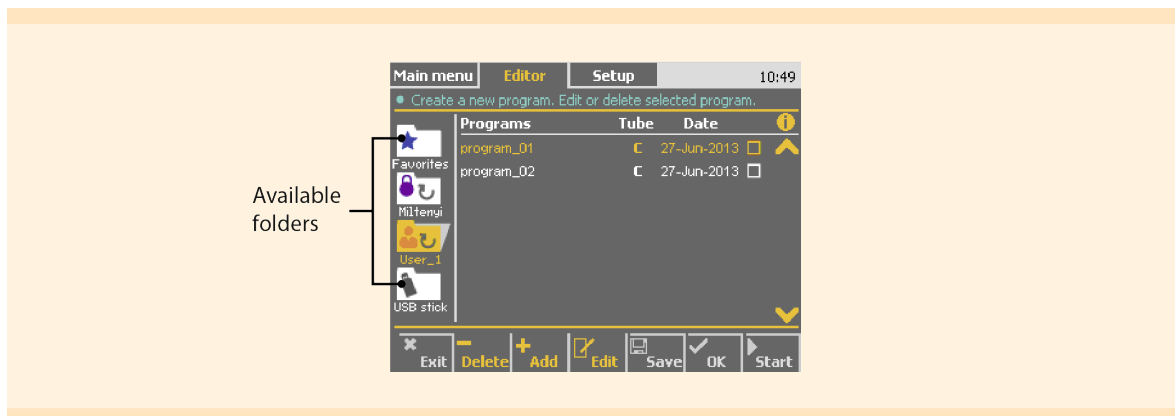 Main menu Editor Setup 10:49
• Create a new program. Edit or delete selected program.
Programs Tube Date
program_01 C 27-Jun-2013
program_02 C 27-Jun-2013
Favorites
Miltenyi
User_1
USB stick
Available
folders
Exit Delete Add Edit Save OK Start